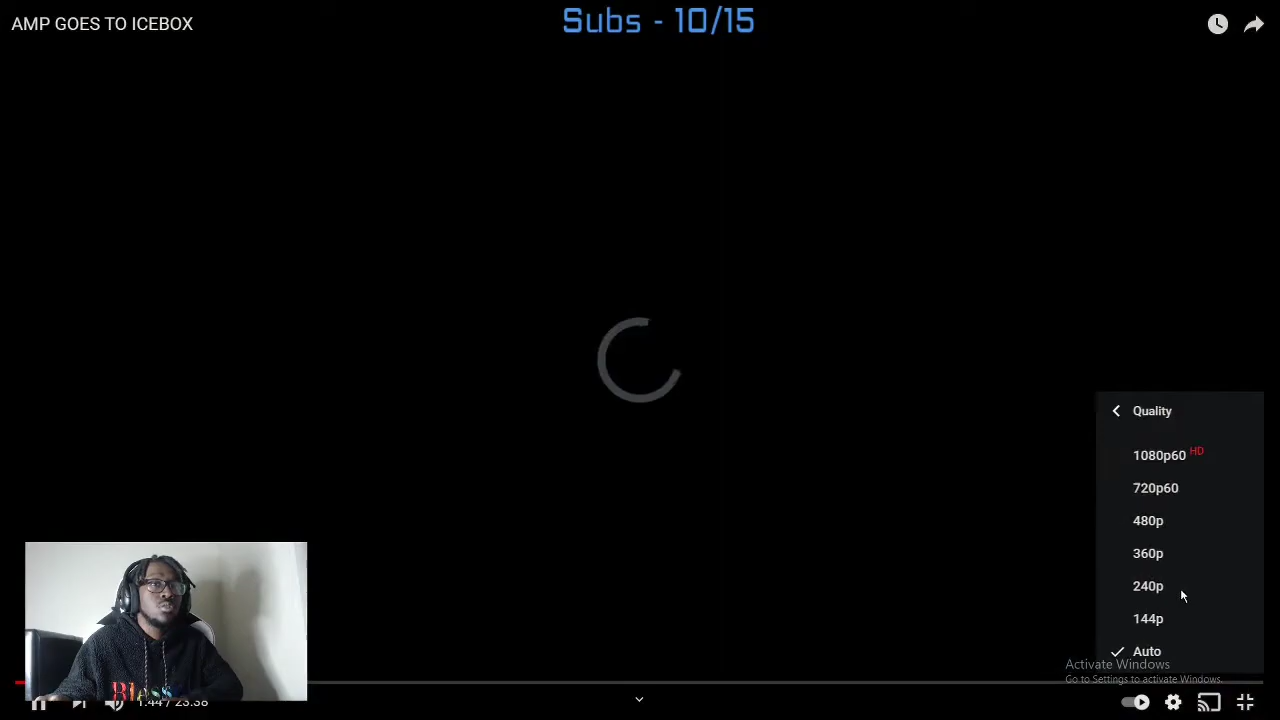 AMP GOES TO ICEBOX
Subs - 10/15
Quality
1080p60 HD
720p60
480p
360p
240p
144p
Auto
Activate Windows
Go to Settings to activate Windows.
1:44 / 23:38